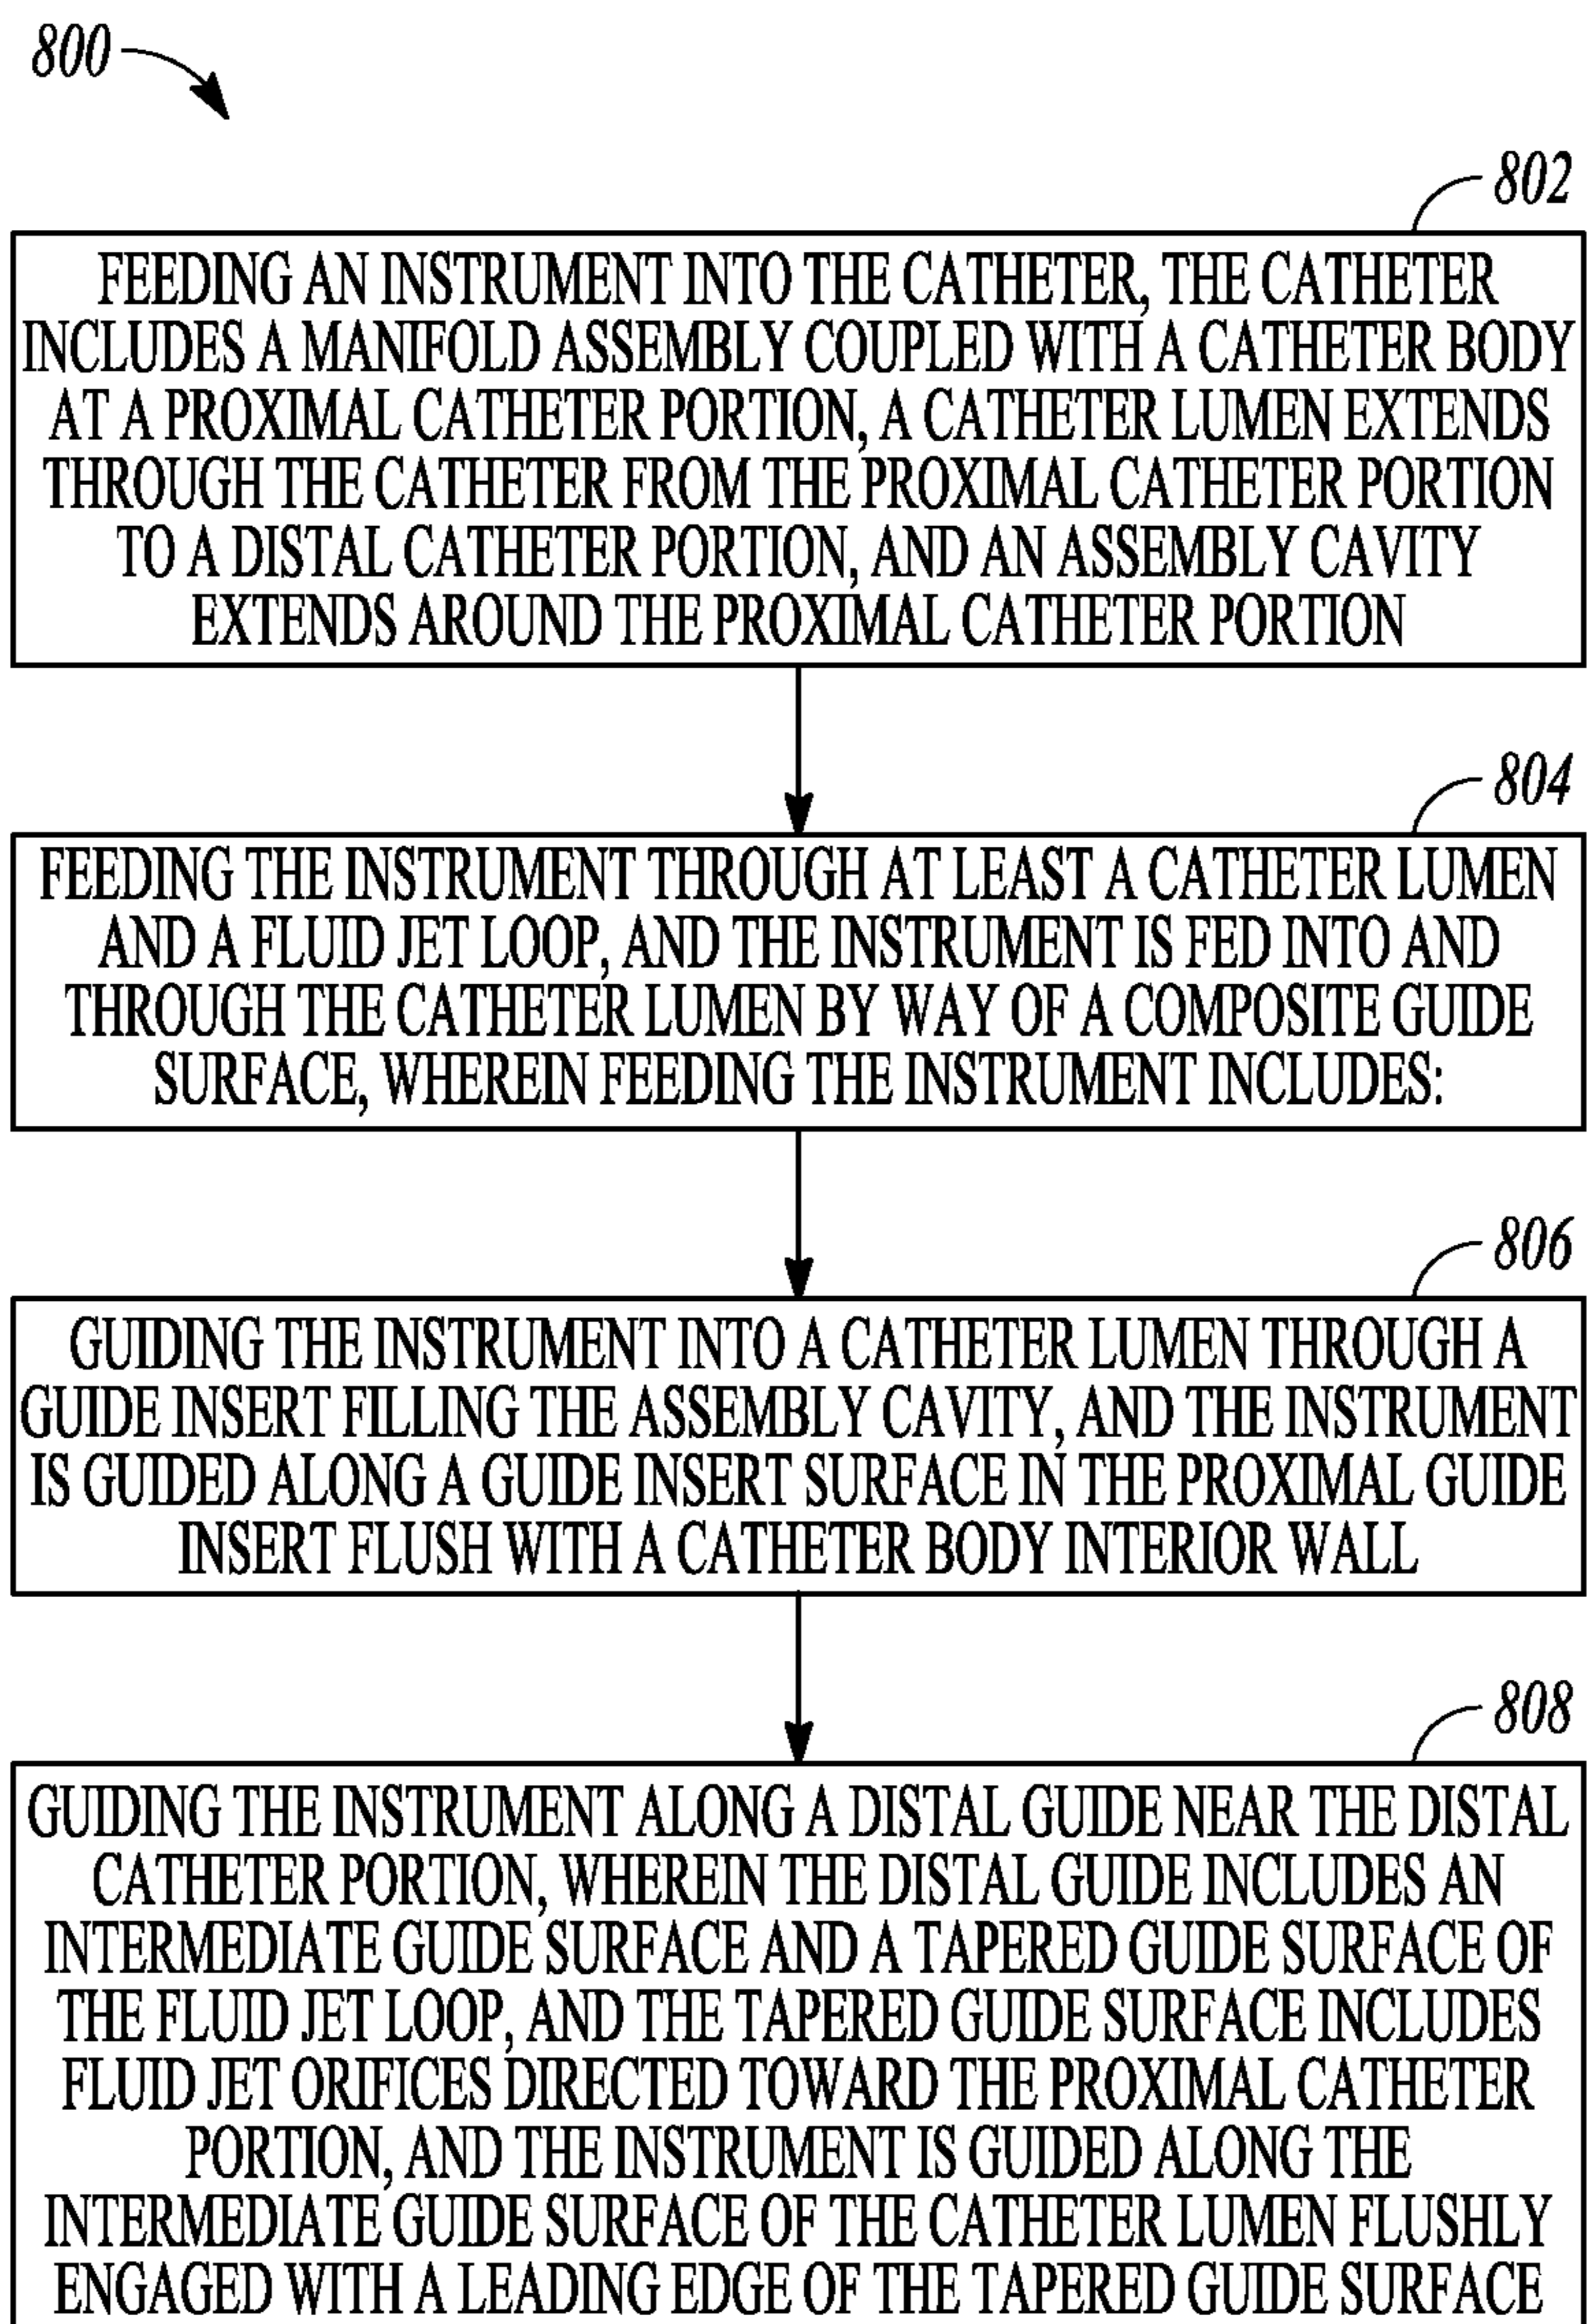 800
802
FEEDING AN INSTRUMENT INTO THE CATHETER, THE CATHETER
INCLUDES A MANIFOLD ASSEMBLY COUPLED WITH A CATHETER BODY
AT A PROXIMAL CATHETER PORTION, A CATHETER LUMEN EXTENDS
THROUGH THE CATHETER FROM THE PROXIMAL CATHETER PORTION
TO A DISTAL CATHETER PORTION, AND AN ASSEMBLY CAVITY
EXTENDS AROUND THE PROXIMAL CATHETER PORTION
804
FEEDING THE INSTRUMENT THROUGH AT LEAST A CATHETER LUMEN
AND A FLUID JET LOOP, AND THE INSTRUMENT IS FED INTO AND
THROUGH THE CATHETER LUMEN BY WAY OF A COMPOSITE GUIDE
SURFACE, WHEREIN FEEDING THE INSTRUMENT INCLUDES:
806
GUIDING THE INSTRUMENT INTO A CATHETER LUMEN THROUGH A
GUIDE INSERT FILLING THE ASSEMBLY CAVITY, AND THE INSTRUMENT
IS GUIDED ALONG A GUIDE INSERT SURFACE IN THE PROXIMAL GUIDE
INSERT FLUSH WITH A CATHETER BODY INTERIOR WALL
808
GUIDING THE INSTRUMENT ALONG A DISTAL GUIDE NEAR THE DISTAL
CATHETER PORTION, WHEREIN THE DISTAL GUIDE INCLUDES AN
INTERMEDIATE GUIDE SURFACE AND A TAPERED GUIDE SURFACE OF
THE FLUID JET LOOP, AND THE TAPERED GUIDE SURFACE INCLUDES
FLUID JET ORIFICES DIRECTED TOWARD THE PROXIMAL CATHETER
PORTION, AND THE INSTRUMENT IS GUIDED ALONG THE
INTERMEDIATE GUIDE SURFACE OF THE CATHETER LUMEN FLUSHLY
ENGAGED WITH A LEADING EDGE OF THE TAPERED GUIDE SURFACE